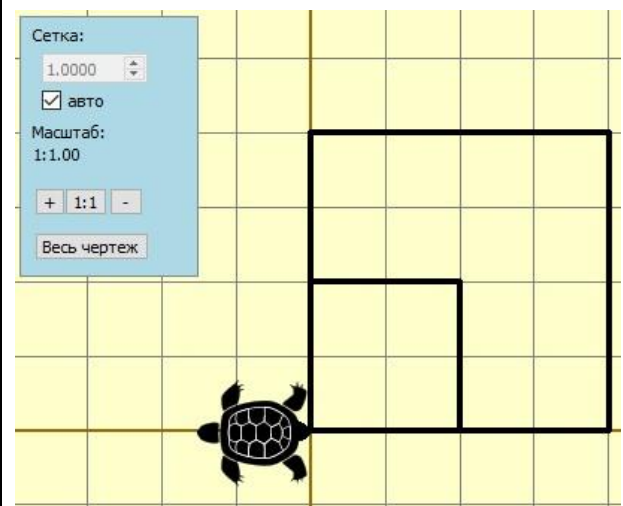 Сетка:
1.0000
авто
Масштаб:
1:1.00
+ 1:1 -
Весь чертеж